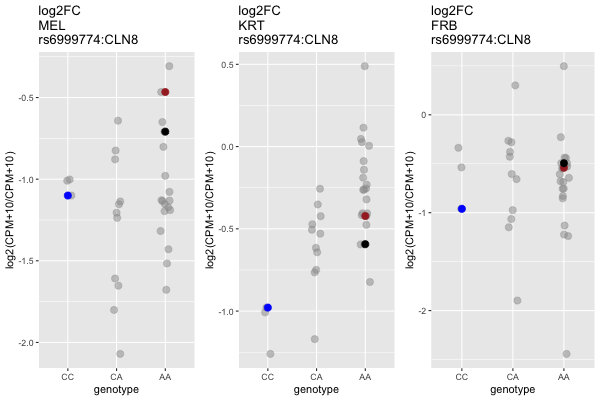 log2FC
MEL
rs6999774:CLN8
log2(CPM+10/CPM+10)
-0.5
-1.0
-1.5
-2.0
CC
CA
AA
genotype
log2FC
KRT
rs6999774:CLN8
log2(CPM+10/CPM+10)
0.5
0.0
-0.5
-1.0
CC
CA
AA
genotype
log2FC
FRB
rs6999774:CLN8
log2(CPM+10/CPM+10)
0
-1
-2
CC
CA
AA
genotype